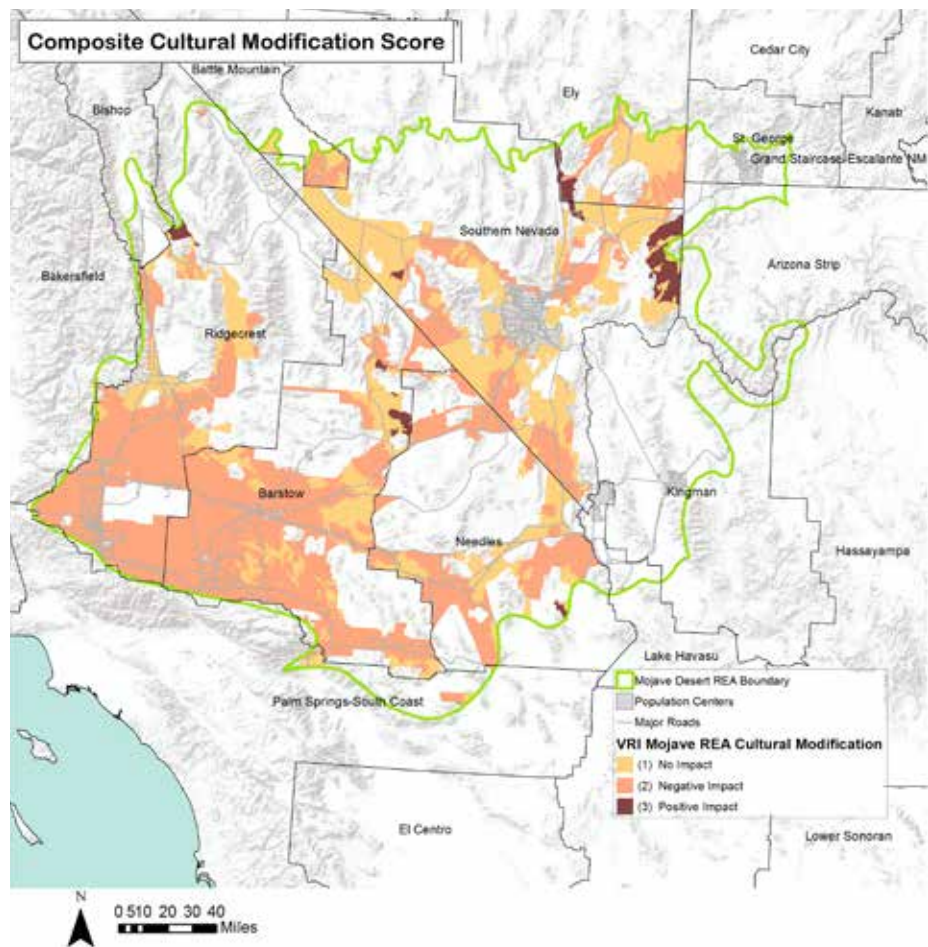 Composite Cultural Modification Score
Battle Mountain
Cedar City
Ely
Bishop
Kanab
St. George
Grand Staircase-Escalante NM
Southern Nevada
Arizona Strip
Bakersfield
Ridgecrest
Barstow
Kingman
Needles
Hassayampa
Lake Havasu
Palm Springs-South Coast
Mojave Desert REA Boundary
Population Centers
Major Roads
VRI Mojave REA Cultural Modification
(1) No Impact
(2) Negative Impact
(3) Positive Impact
El Centro
Lower Sonoran
N
0 5 10 20 30 40
Miles